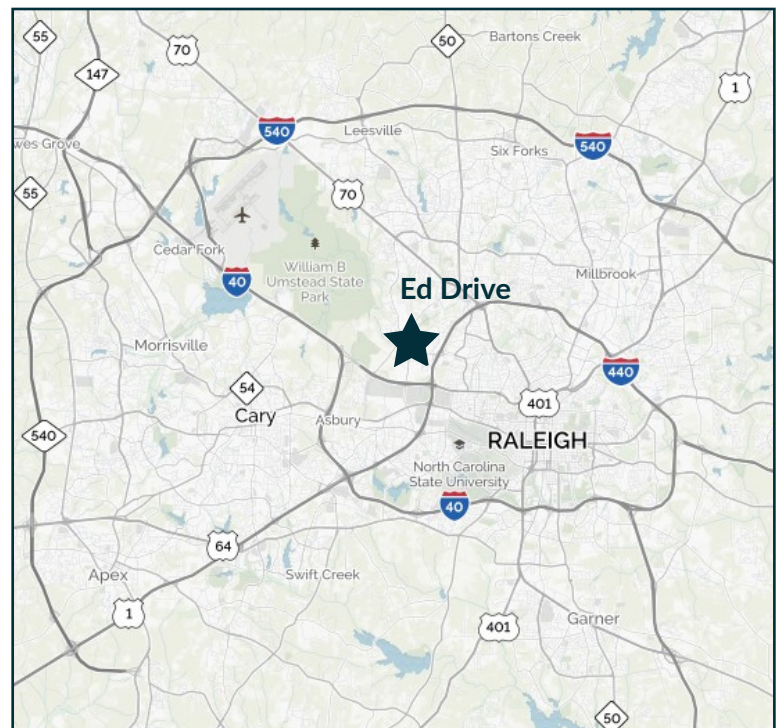 55
70
50
Bartons Creek
147
1
540
Leesville
540
wes Grove
Six Forks
55
70
Cedar Fork
William B
Umstead State
Park
Millbrook
40
Ed Drive
Morrisville
440
54
401
Cary
Asbury
540
RALEIGH
North Carolina
State University
40
64
Apex
Swift Creek
1
401
Garner
50